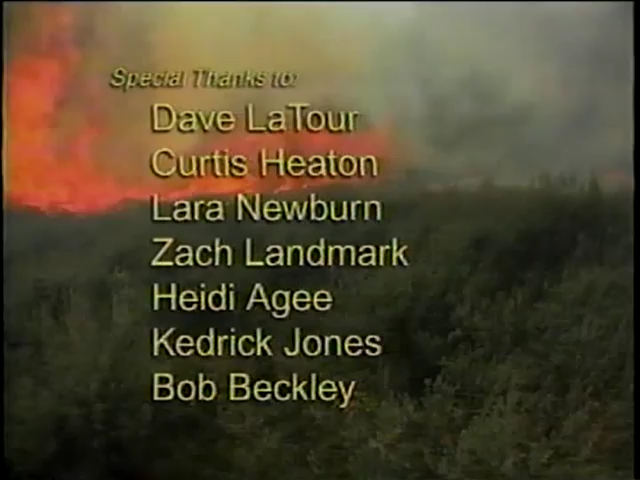 Special Thanks to:
Dave LaTour
Curtis Heaton
Lara Newburn
Zach Landmark
Heidi Agee
Kedrick Jones
Bob Beckley